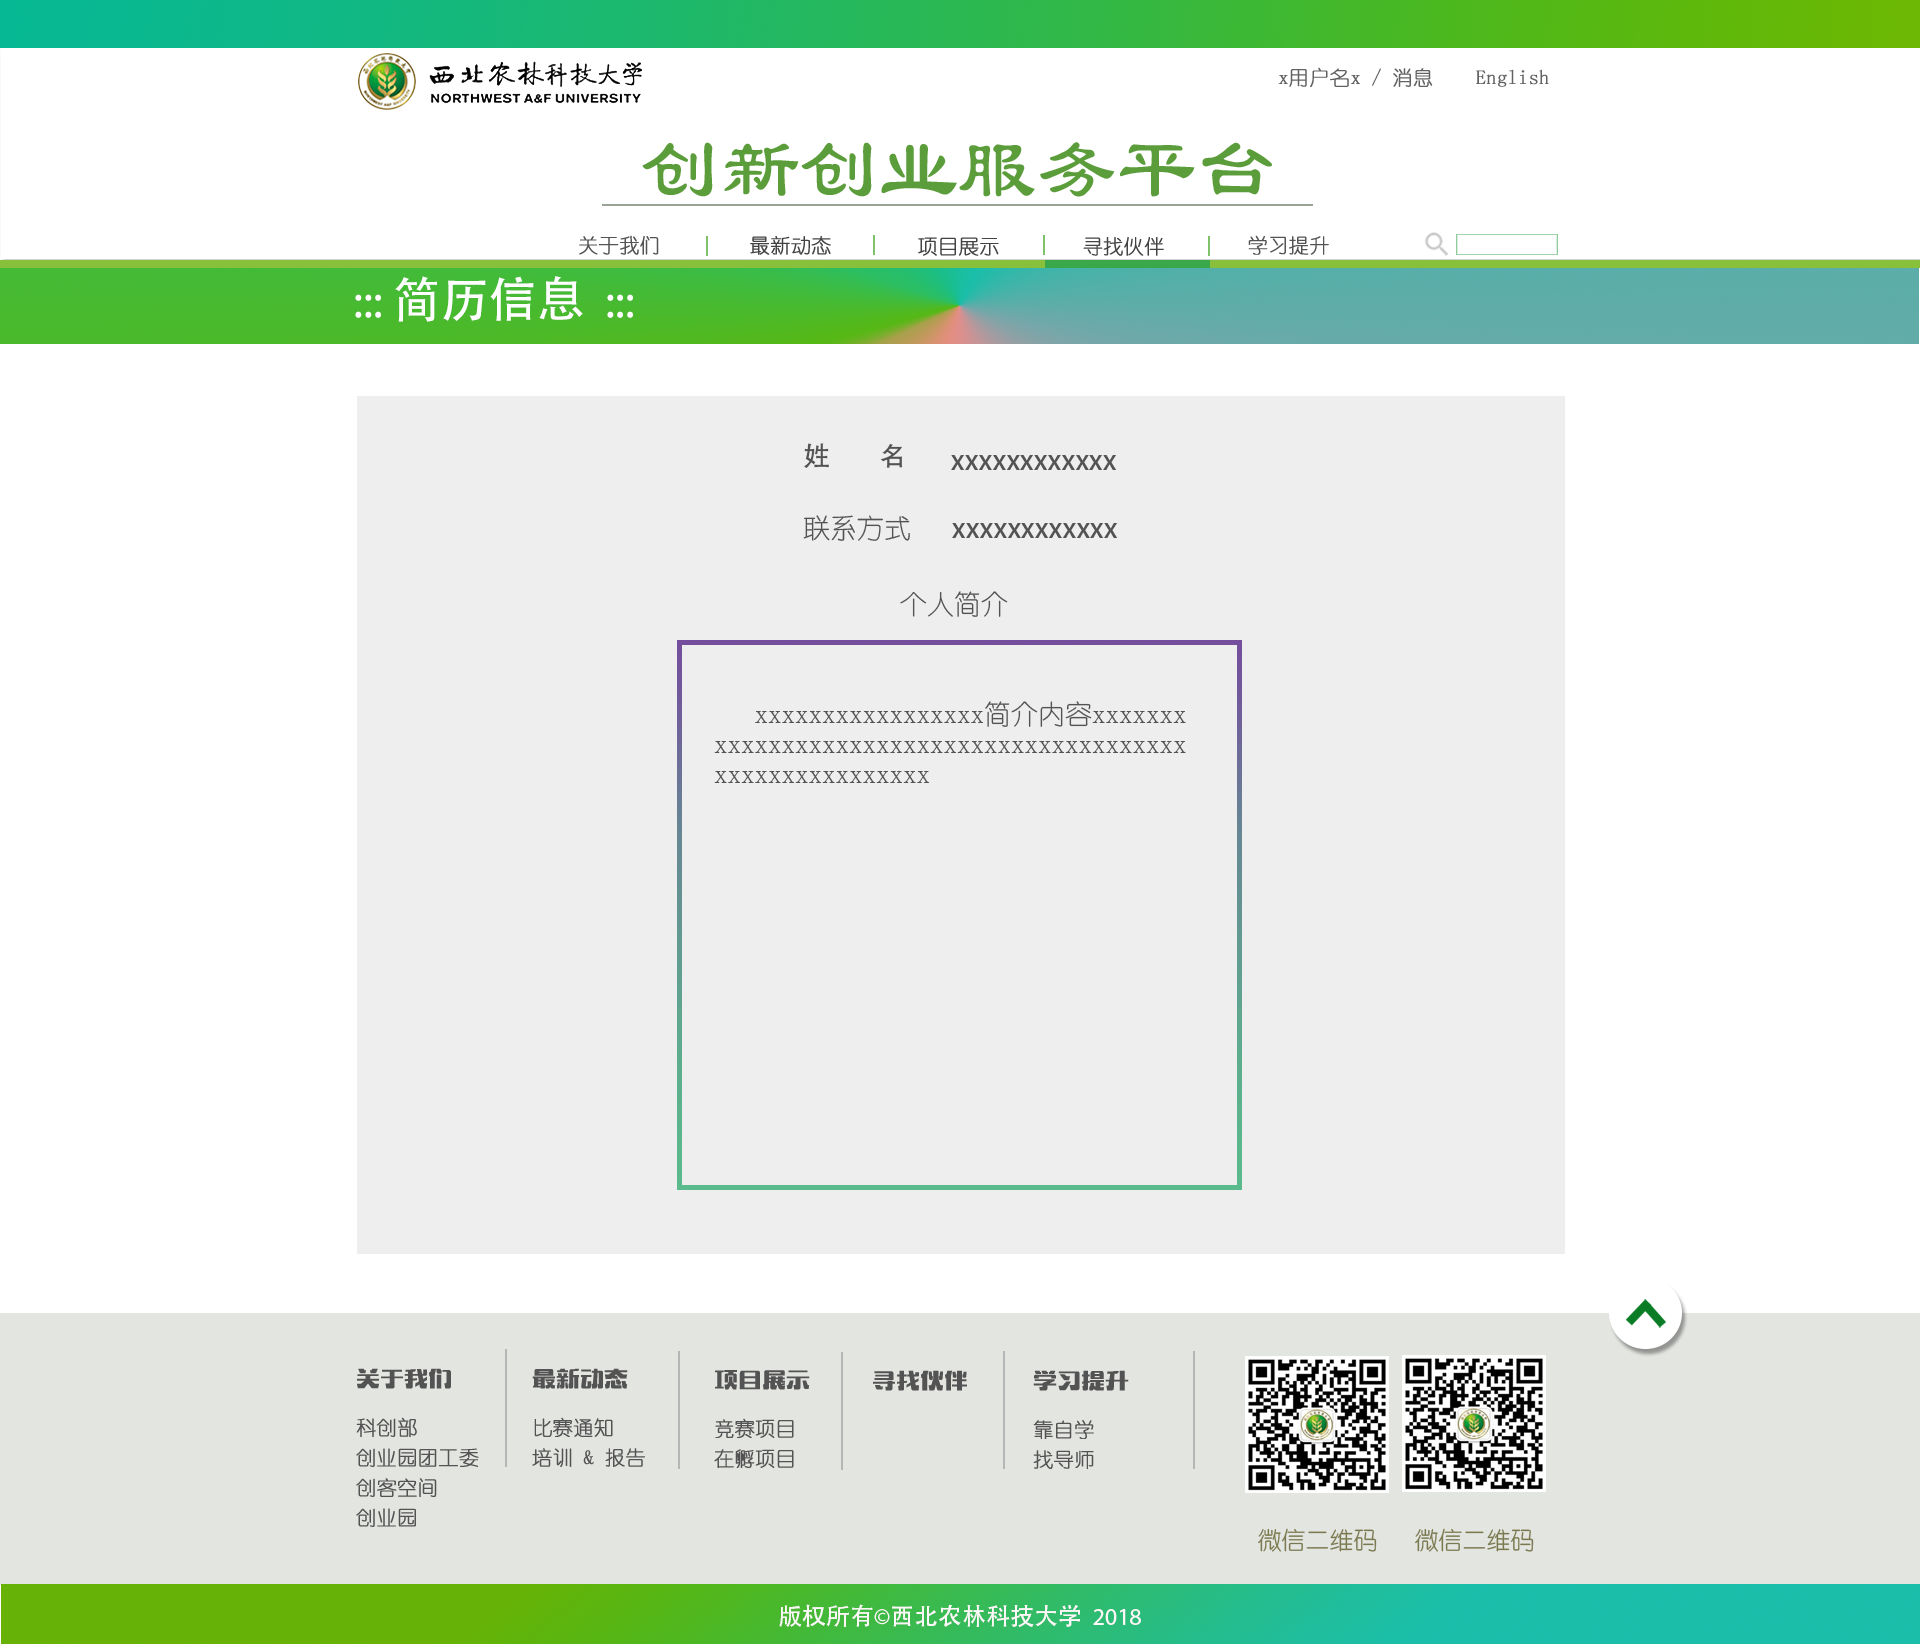 西北农林科技大学
NORTHWEST A&F UNIVERSITY
x用户名x / 消息 English
创新创业服务平台
关于我们 最新动态 项目展示 寻找伙伴 学习提升
::: 简历信息 :::
姓 名 xxxxxxxxxxxx
联系方式 xxxxxxxxxxxx
个人简介
xxxxxxxxxxxxxxxxx简介内容xxxxxxx
xxxxxxxxxxxxxxxxxxxxxxxxxxxxxxxxxxx
xxxxxxxxxxxxxxxx
关于我们 最新动态 项目展示 寻找伙伴 学习提升
科创部 比赛通知 竞赛项目 靠自学
创业园团工委 培训 & 报告 在孵项目 找导师
创客空间
创业园
微信二维码 微信二维码
版权所有©西北农林科技大学 2018